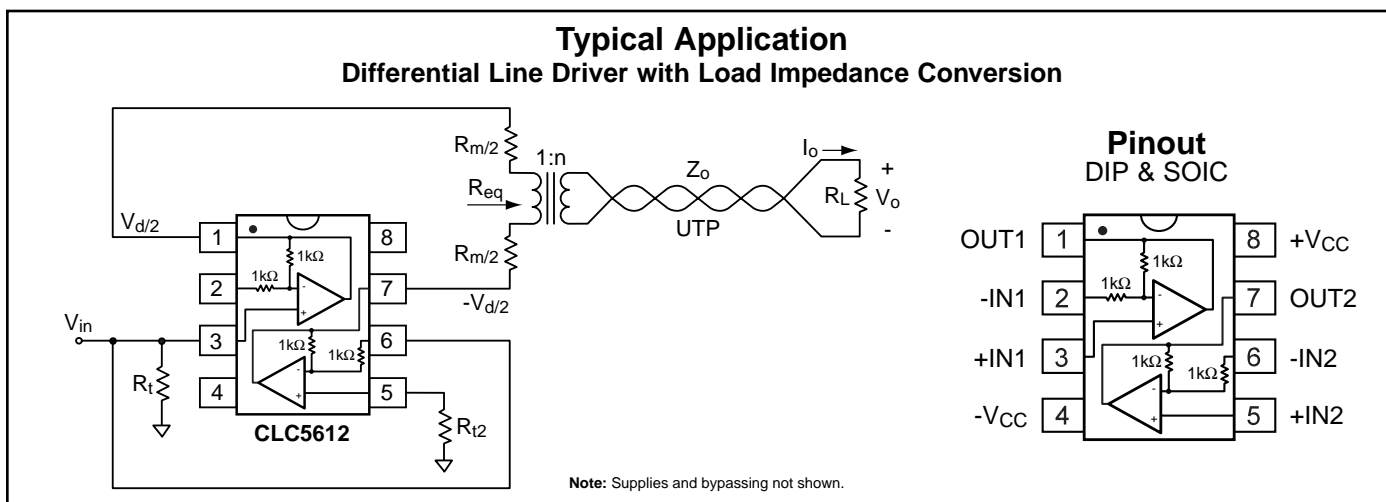 Typical Application
Differential Line Driver with Load Impedance Conversion
Rm/2
1:n
Req
Rm/2
Zo
UTP
Io
+
RL
Vo
-
Vd/2
-Vd/2
1
8
1kΩ
2
1kΩ
-
7
+
Vin
3
1kΩ
1kΩ
6
Rt
4
-
+
5
Rt2
CLC5612
Note: Supplies and bypassing not shown.
Pinout
DIP & SOIC
OUT1
1
8
+VCC
1kΩ
-IN1
2
1kΩ
-
7
OUT2
+
+IN1
3
1kΩ
1kΩ
6
-IN2
-VCC
4
-
+
5
+IN2